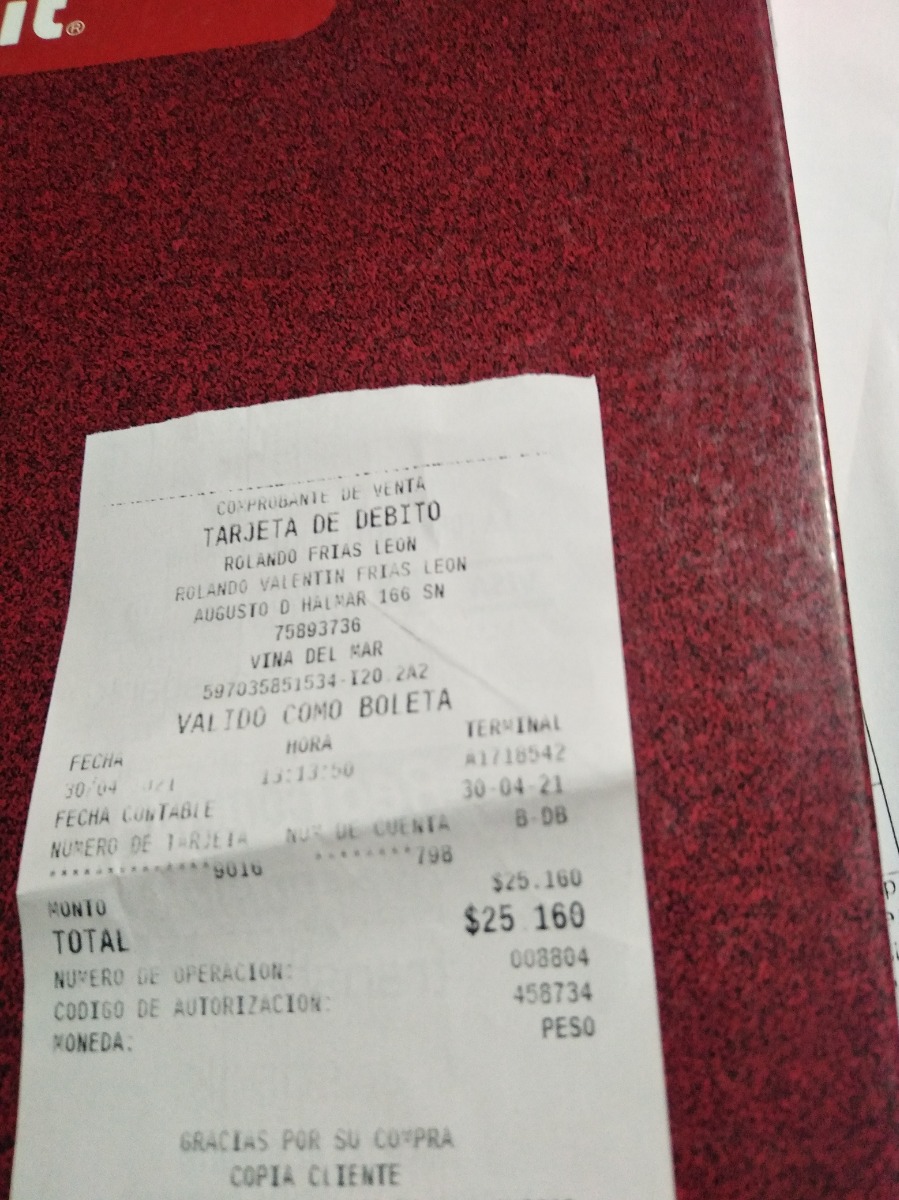 it®
COMPROBANTE DE VENTA
TARJETA DE DEBITO
ROLANDO FRIAS LEON
ROLANDO VALENTIN FRIAS LEON
AUGUSTO D HALMAR 166 SN
75893736
VINA DEL MAR
597035851534-I20.2A2
VALIDO COMO BOLETA
FECHA HORA TERMINAL
30/04 13:13:50 A1718542
FECHA CONTABLE 30-04-21
NUMERO DE TARJETA NUM DE CUENTA B-DB
9016 ********798
MONTO $25.160
TOTAL $25.160
NUMERO DE OPERACION: 008804
CODIGO DE AUTORIZACION: 458734
MONEDA: PESO
GRACIAS POR SU COMPRA
COPIA CLIENTE